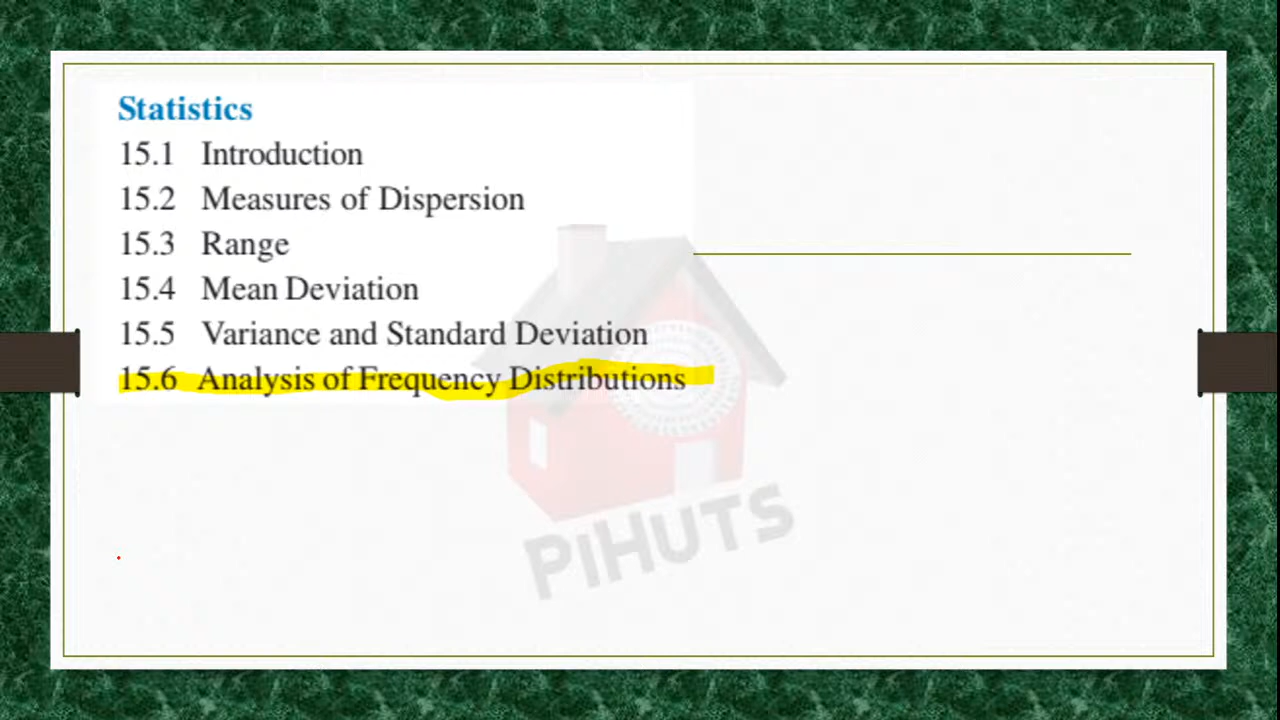 Statistics
15.1 Introduction
15.2 Measures of Dispersion
15.3 Range
15.4 Mean Deviation
15.5 Variance and Standard Deviation
15.6 Analysis of Frequency Distributions
PiHUTS